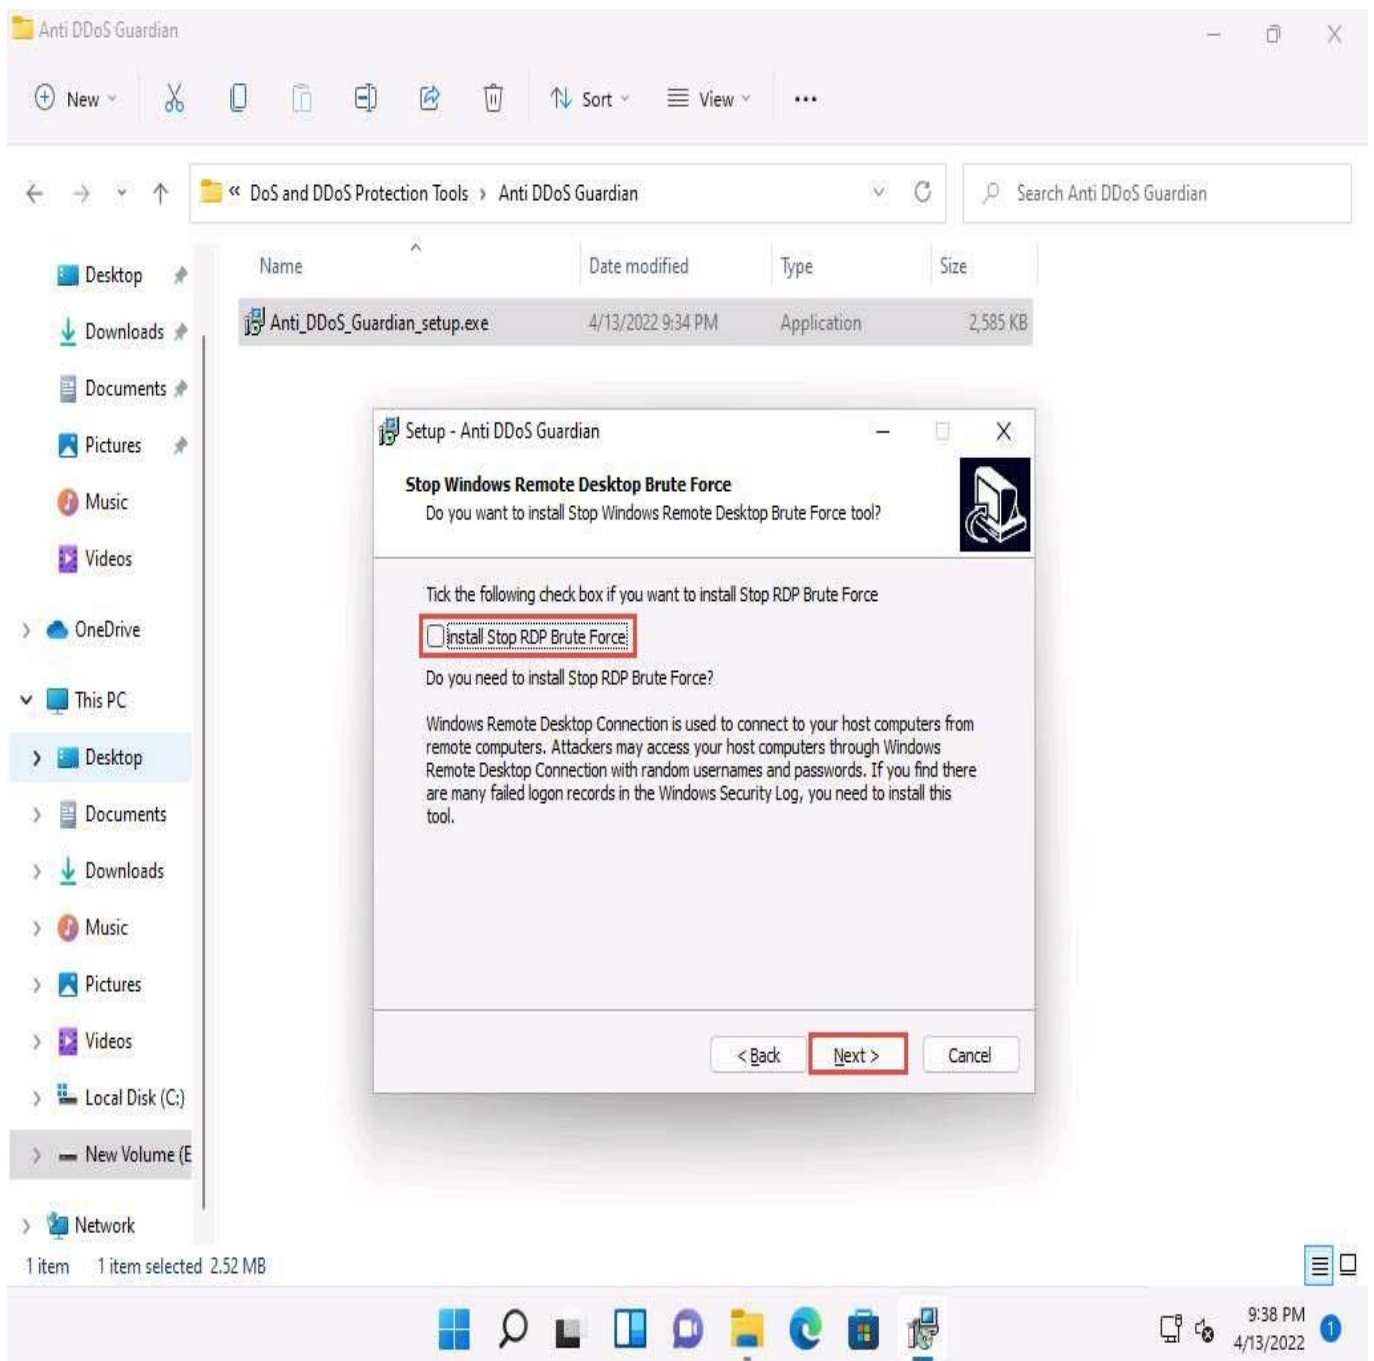 Anti DDoS Guardian
New
Sort
View
« DoS and DDoS Protection Tools > Anti DDoS Guardian
Search Anti DDoS Guardian
Name
Date modified
Type
Size
Anti_DDoS_Guardian_setup.exe
4/13/2022 9:34 PM
Application
2,585 KB
Desktop
Downloads
Documents
Pictures
Music
Videos
OneDrive
This PC
Desktop
Documents
Downloads
Music
Pictures
Videos
Local Disk (C:)
New Volume (E
Network
Setup - Anti DDoS Guardian
Stop Windows Remote Desktop Brute Force
Do you want to install Stop Windows Remote Desktop Brute Force tool?
Tick the following check box if you want to install Stop RDP Brute Force
Install Stop RDP Brute Force
Do you need to install Stop RDP Brute Force?
Windows Remote Desktop Connection is used to connect to your host computers from
remote computers. Attackers may access your host computers through Windows
Remote Desktop Connection with random usernames and passwords. If you find there
are many failed logon records in the Windows Security Log, you need to install this
tool.
< Back
Next >
Cancel
1 item
1 item selected 2.52 MB
9:38 PM
4/13/2022
1